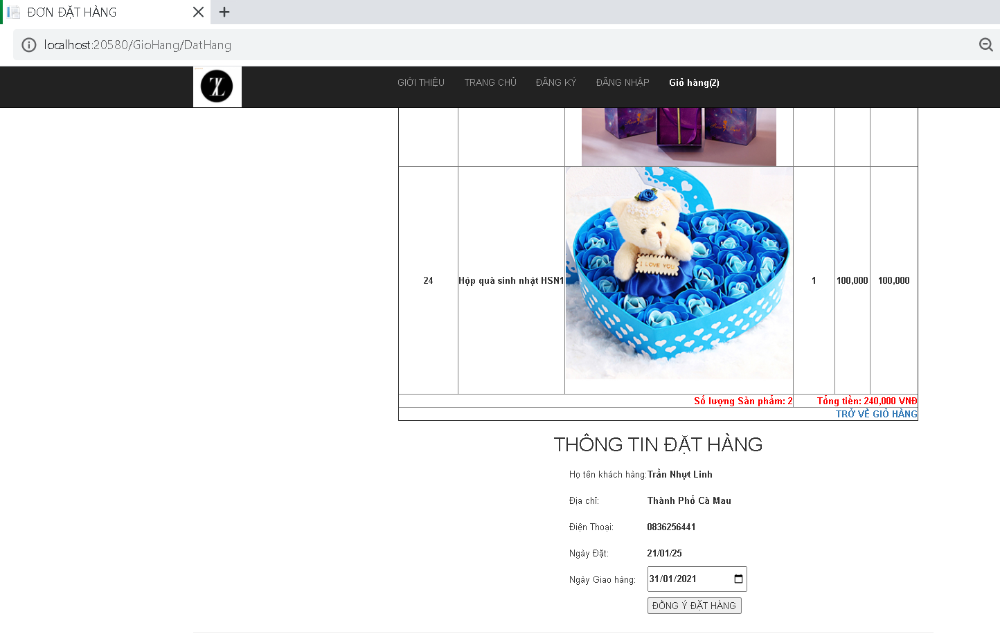 ĐƠN ĐẶT HÀNG
localhost:20580/GioHang/DatHang
GIỚI THIỆU TRANG CHỦ ĐĂNG KÝ ĐĂNG NHẬP Giỏ hàng(2)
24 Hộp quà sinh nhật HSN1 1 100,000 100,000
I LOVE YOU
Số lượng Sản phẩm: 2 Tổng tiền: 240,000 VNĐ
TRỞ VỀ GIỎ HÀNG
THÔNG TIN ĐẶT HÀNG
Họ tên khách hàng:Trần Nhựt Linh
Địa chỉ: Thành Phố Cà Mau
Điện Thoại: 0836256441
Ngày Đặt: 21/01/25
Ngày Giao hàng: 31/01/2021
ĐỒNG Ý ĐẶT HÀNG